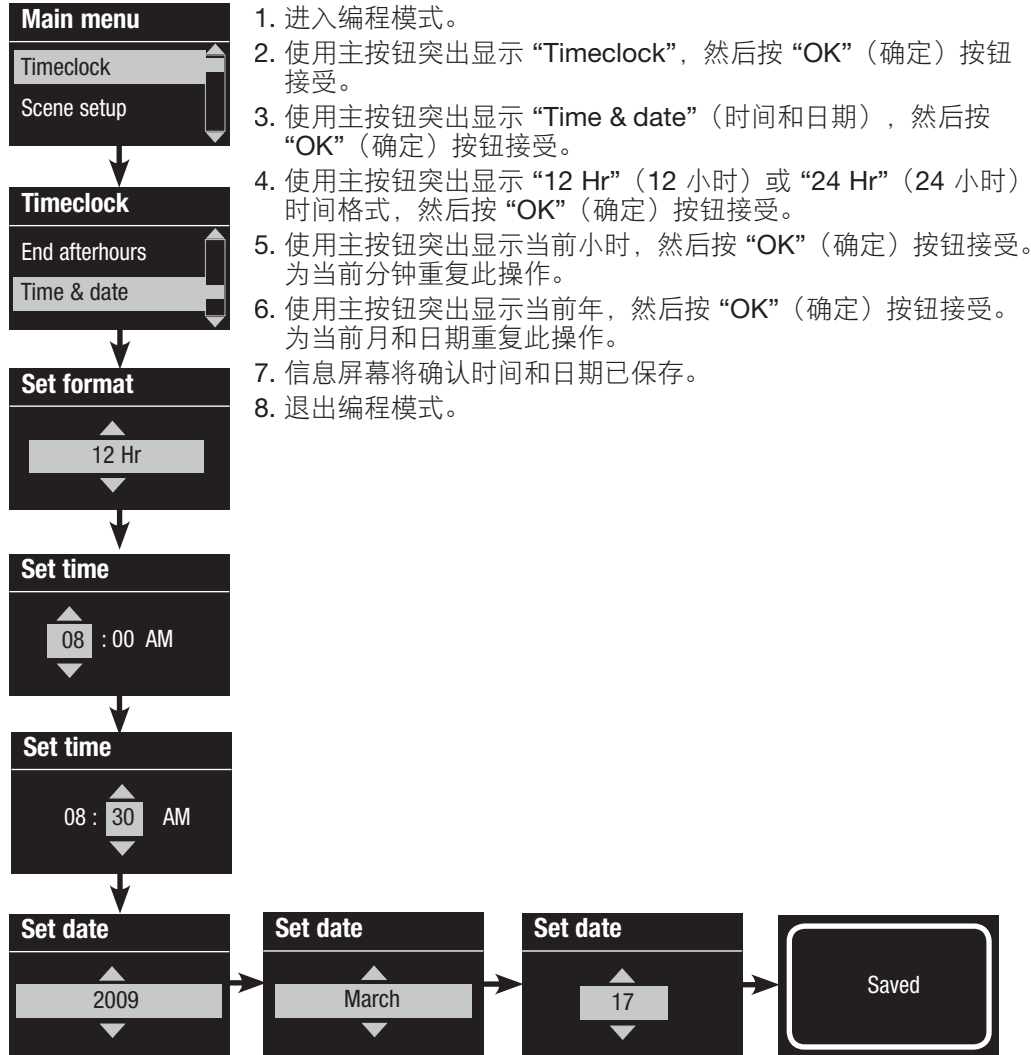 Main menu
Timeclock
Scene setup
Timeclock
End afterhours
Time & date
Set format
12 Hr
Set time
08 : 00 AM
Set time
08 : 30 AM
Set date
2009
Set date
March
Set date
17
Saved
1. 进入编程模式。
2. 使用主按钮突出显示 “Timeclock”，然后按 “OK”（确定）按钮
接受。
3. 使用主按钮突出显示 “Time & date”（时间和日期），然后按
“OK”（确定）按钮接受。
4. 使用主按钮突出显示 “12 Hr”（12 小时）或 “24 Hr”（24 小时）
时间格式，然后按 “OK”（确定）按钮接受。
5. 使用主按钮突出显示当前小时，然后按 “OK”（确定）按钮接受。
为当前分钟重复此操作。
6. 使用主按钮突出显示当前年，然后按 “OK”（确定）按钮接受。
为当前月和日期重复此操作。
7. 信息屏幕将确认时间和日期已保存。
8. 退出编程模式。